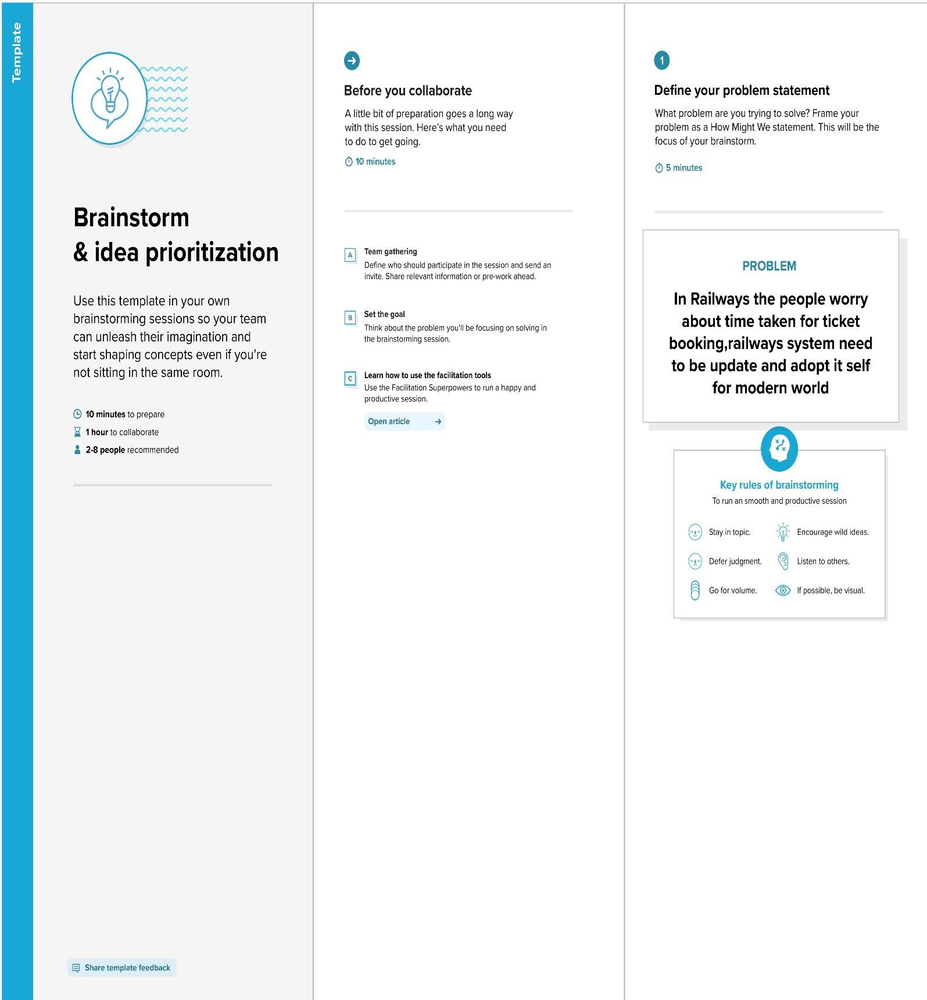 Template
Brainstorm
& idea prioritization
Use this template in your own
brainstorming sessions so your team
can unleash their imagination and
start shaping concepts even if you're
not sitting in the same room.
10 minutes to prepare
1 hour to collaborate
2-8 people recommended
Share template feedback
Before you collaborate
A little bit of preparation goes a long way
with this session. Here's what you need
to do to get going.
10 minutes
A
Team gathering
Define who should participate in the session and send an
invite. Share relevant information or pre-work ahead.
B
Set the goal
Think about the problem you'll be focusing on solving in
the brainstorming session.
C
Learn how to use the facilitation tools
Use the Facilitation Superpowers to run a happy and
productive session.
Open article
1
Define your problem statement
What problem are you trying to solve? Frame your
problem as a How Might We statement. This will be the
focus of your brainstorm.
5 minutes
PROBLEM
In Railways the people worry
about time taken for ticket
booking,railways system need
to be update and adopt it self
for modern world
Key rules of brainstorming
To run an smooth and productive session
Stay in topic.
Encourage wild ideas.
Defer judgment.
Listen to others.
Go for volume.
If possible, be visual.